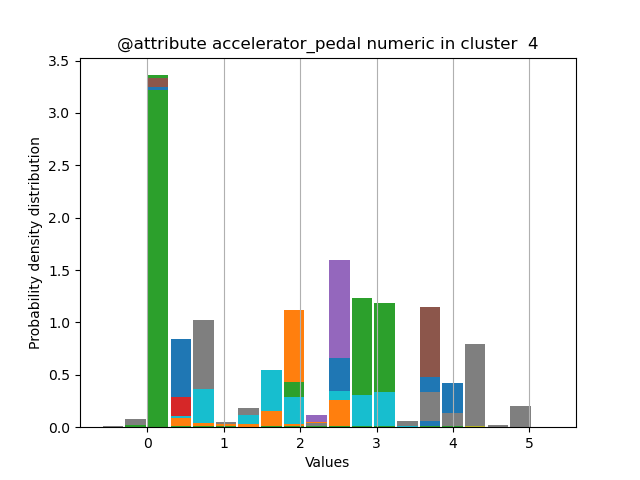 @attribute accelerator_pedal numeric in cluster  4
Probability density distribution
3.5
3.0
2.5
2.0
1.5
1.0
0.5
0.0
0 1 2 3 4 5
Values